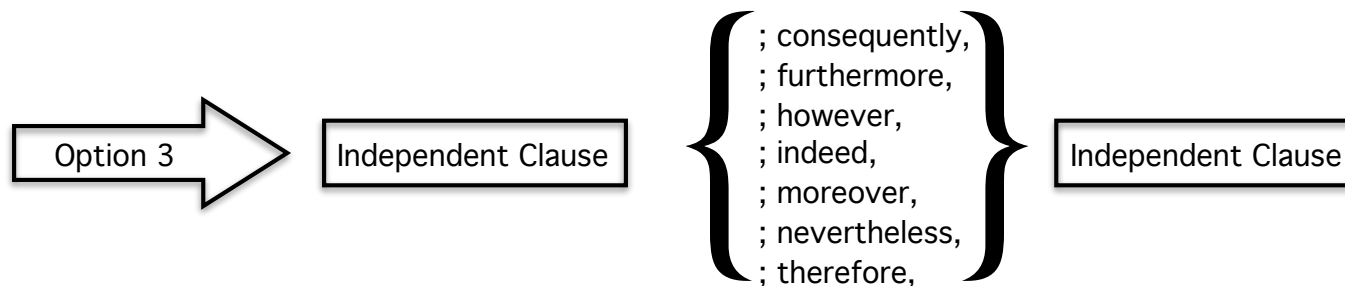 Option 3
Independent Clause
; consequently,
; furthermore,
; however,
; indeed,
; moreover,
; nevertheless,
; therefore,
Independent Clause